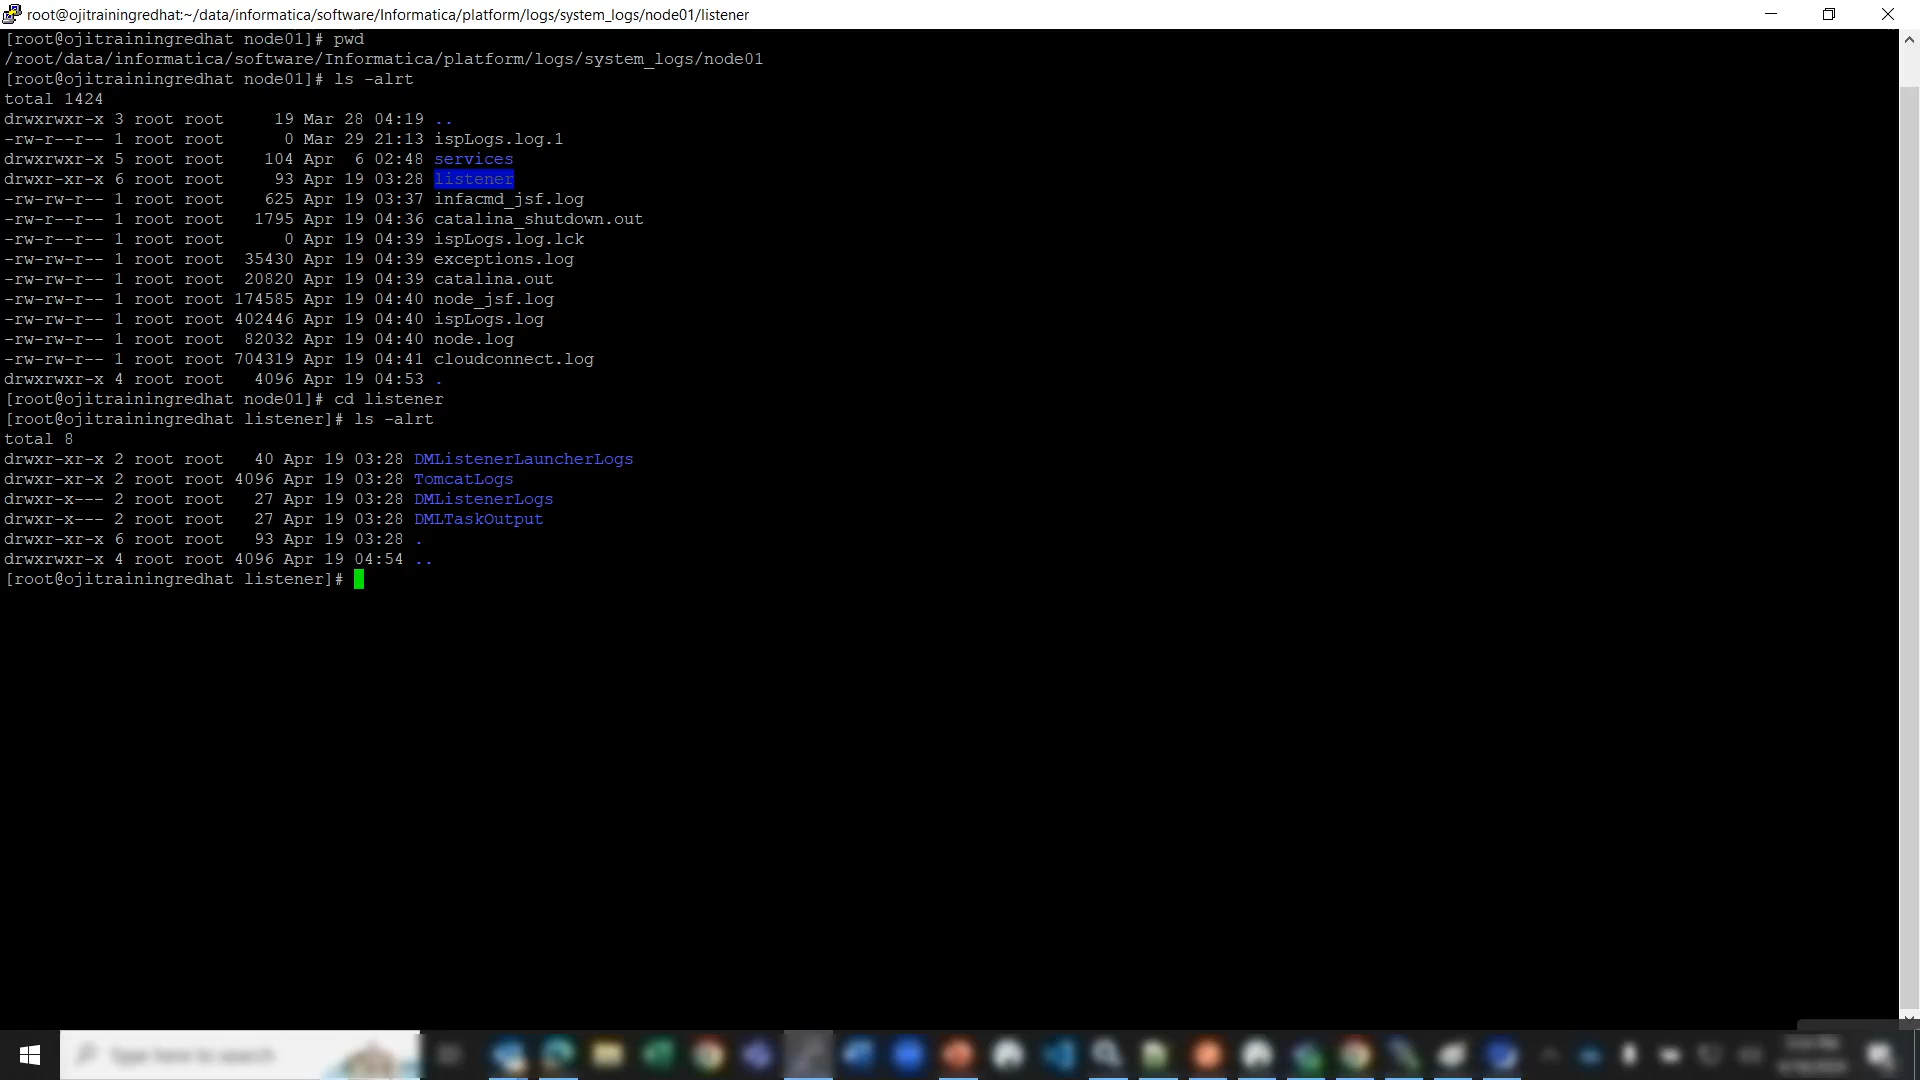 root@ojitrainingredhat:~/data/informatica/software/Informatica/platform/logs/system_logs/node01/listener
[root@ojitrainingredhat node01]# pwd
/root/data/informatica/software/Informatica/platform/logs/system_logs/node01
[root@ojitrainingredhat node01]# ls -alrt
total 1424
drwxrwxr-x 3 root root     19 Mar 28 04:19 ..
-rw-r--r-- 1 root root      0 Mar 29 21:13 ispLogs.log.1
drwxrwxr-x 5 root root    104 Apr  6 02:48 services
drwxr-xr-x 6 root root     93 Apr 19 03:28 listener
-rw-rw-r-- 1 root root    625 Apr 19 03:37 infacmd_jsf.log
-rw-r--r-- 1 root root   1795 Apr 19 04:36 catalina_shutdown.out
-rw-r--r-- 1 root root      0 Apr 19 04:39 ispLogs.log.lck
-rw-rw-r-- 1 root root  35430 Apr 19 04:39 exceptions.log
-rw-rw-r-- 1 root root  20820 Apr 19 04:39 catalina.out
-rw-rw-r-- 1 root root 174585 Apr 19 04:40 node_jsf.log
-rw-rw-r-- 1 root root 402446 Apr 19 04:40 ispLogs.log
-rw-rw-r-- 1 root root  82032 Apr 19 04:40 node.log
-rw-rw-r-- 1 root root 704319 Apr 19 04:41 cloudconnect.log
drwxrwxr-x 4 root root   4096 Apr 19 04:53 .
[root@ojitrainingredhat node01]# cd listener
[root@ojitrainingredhat listener]# ls -alrt
total 8
drwxr-xr-x 2 root root   40 Apr 19 03:28 DMListenerLauncherLogs
drwxr-xr-x 2 root root 4096 Apr 19 03:28 TomcatLogs
drwxr-x--- 2 root root   27 Apr 19 03:28 DMListenerLogs
drwxr-x--- 2 root root   27 Apr 19 03:28 DMLTaskOutput
drwxr-xr-x 6 root root   93 Apr 19 03:28 .
drwxrwxr-x 4 root root 4096 Apr 19 04:54 ..
[root@ojitrainingredhat listener]#
Type here to search